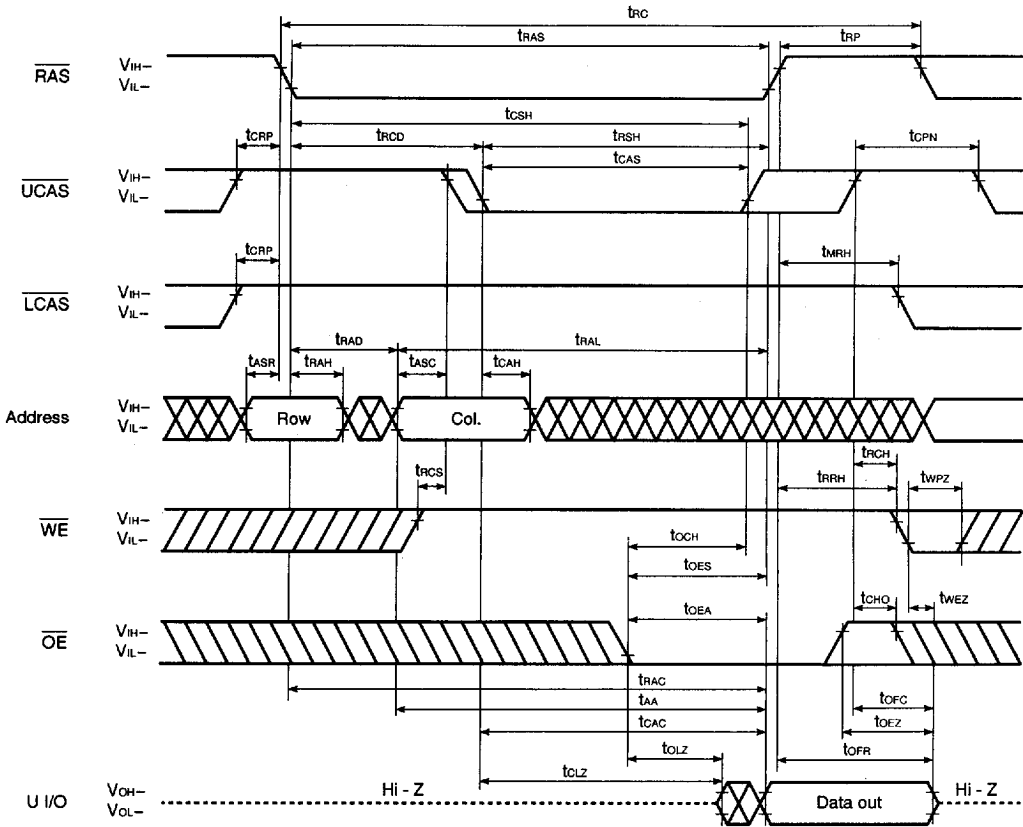 tRC
tRAS
tRP
RAS
VIH–
VIL–
tCSH
tCRP
tRCD
tRSH
tCPN
tCAS
UCAS
VIH–
VIL–
tCRP
tMRH
LCAS
VIH–
VIL–
tRAD
tRAL
tASR
tRAH
tASC
tCAH
Address
VIH–
VIL–
Row
Col.
tRCS
tRCH
tRRH
tWPZ
WE
VIH–
VIL–
tOCH
tOES
tCHO
tWEZ
tOEA
OE
VIH–
VIL–
tRAC
tAA
tOFC
tCAC
tOEZ
tOLZ
tOFR
tCLZ
U I/O
VOH–
VOL–
Hi - Z
Data out
Hi - Z